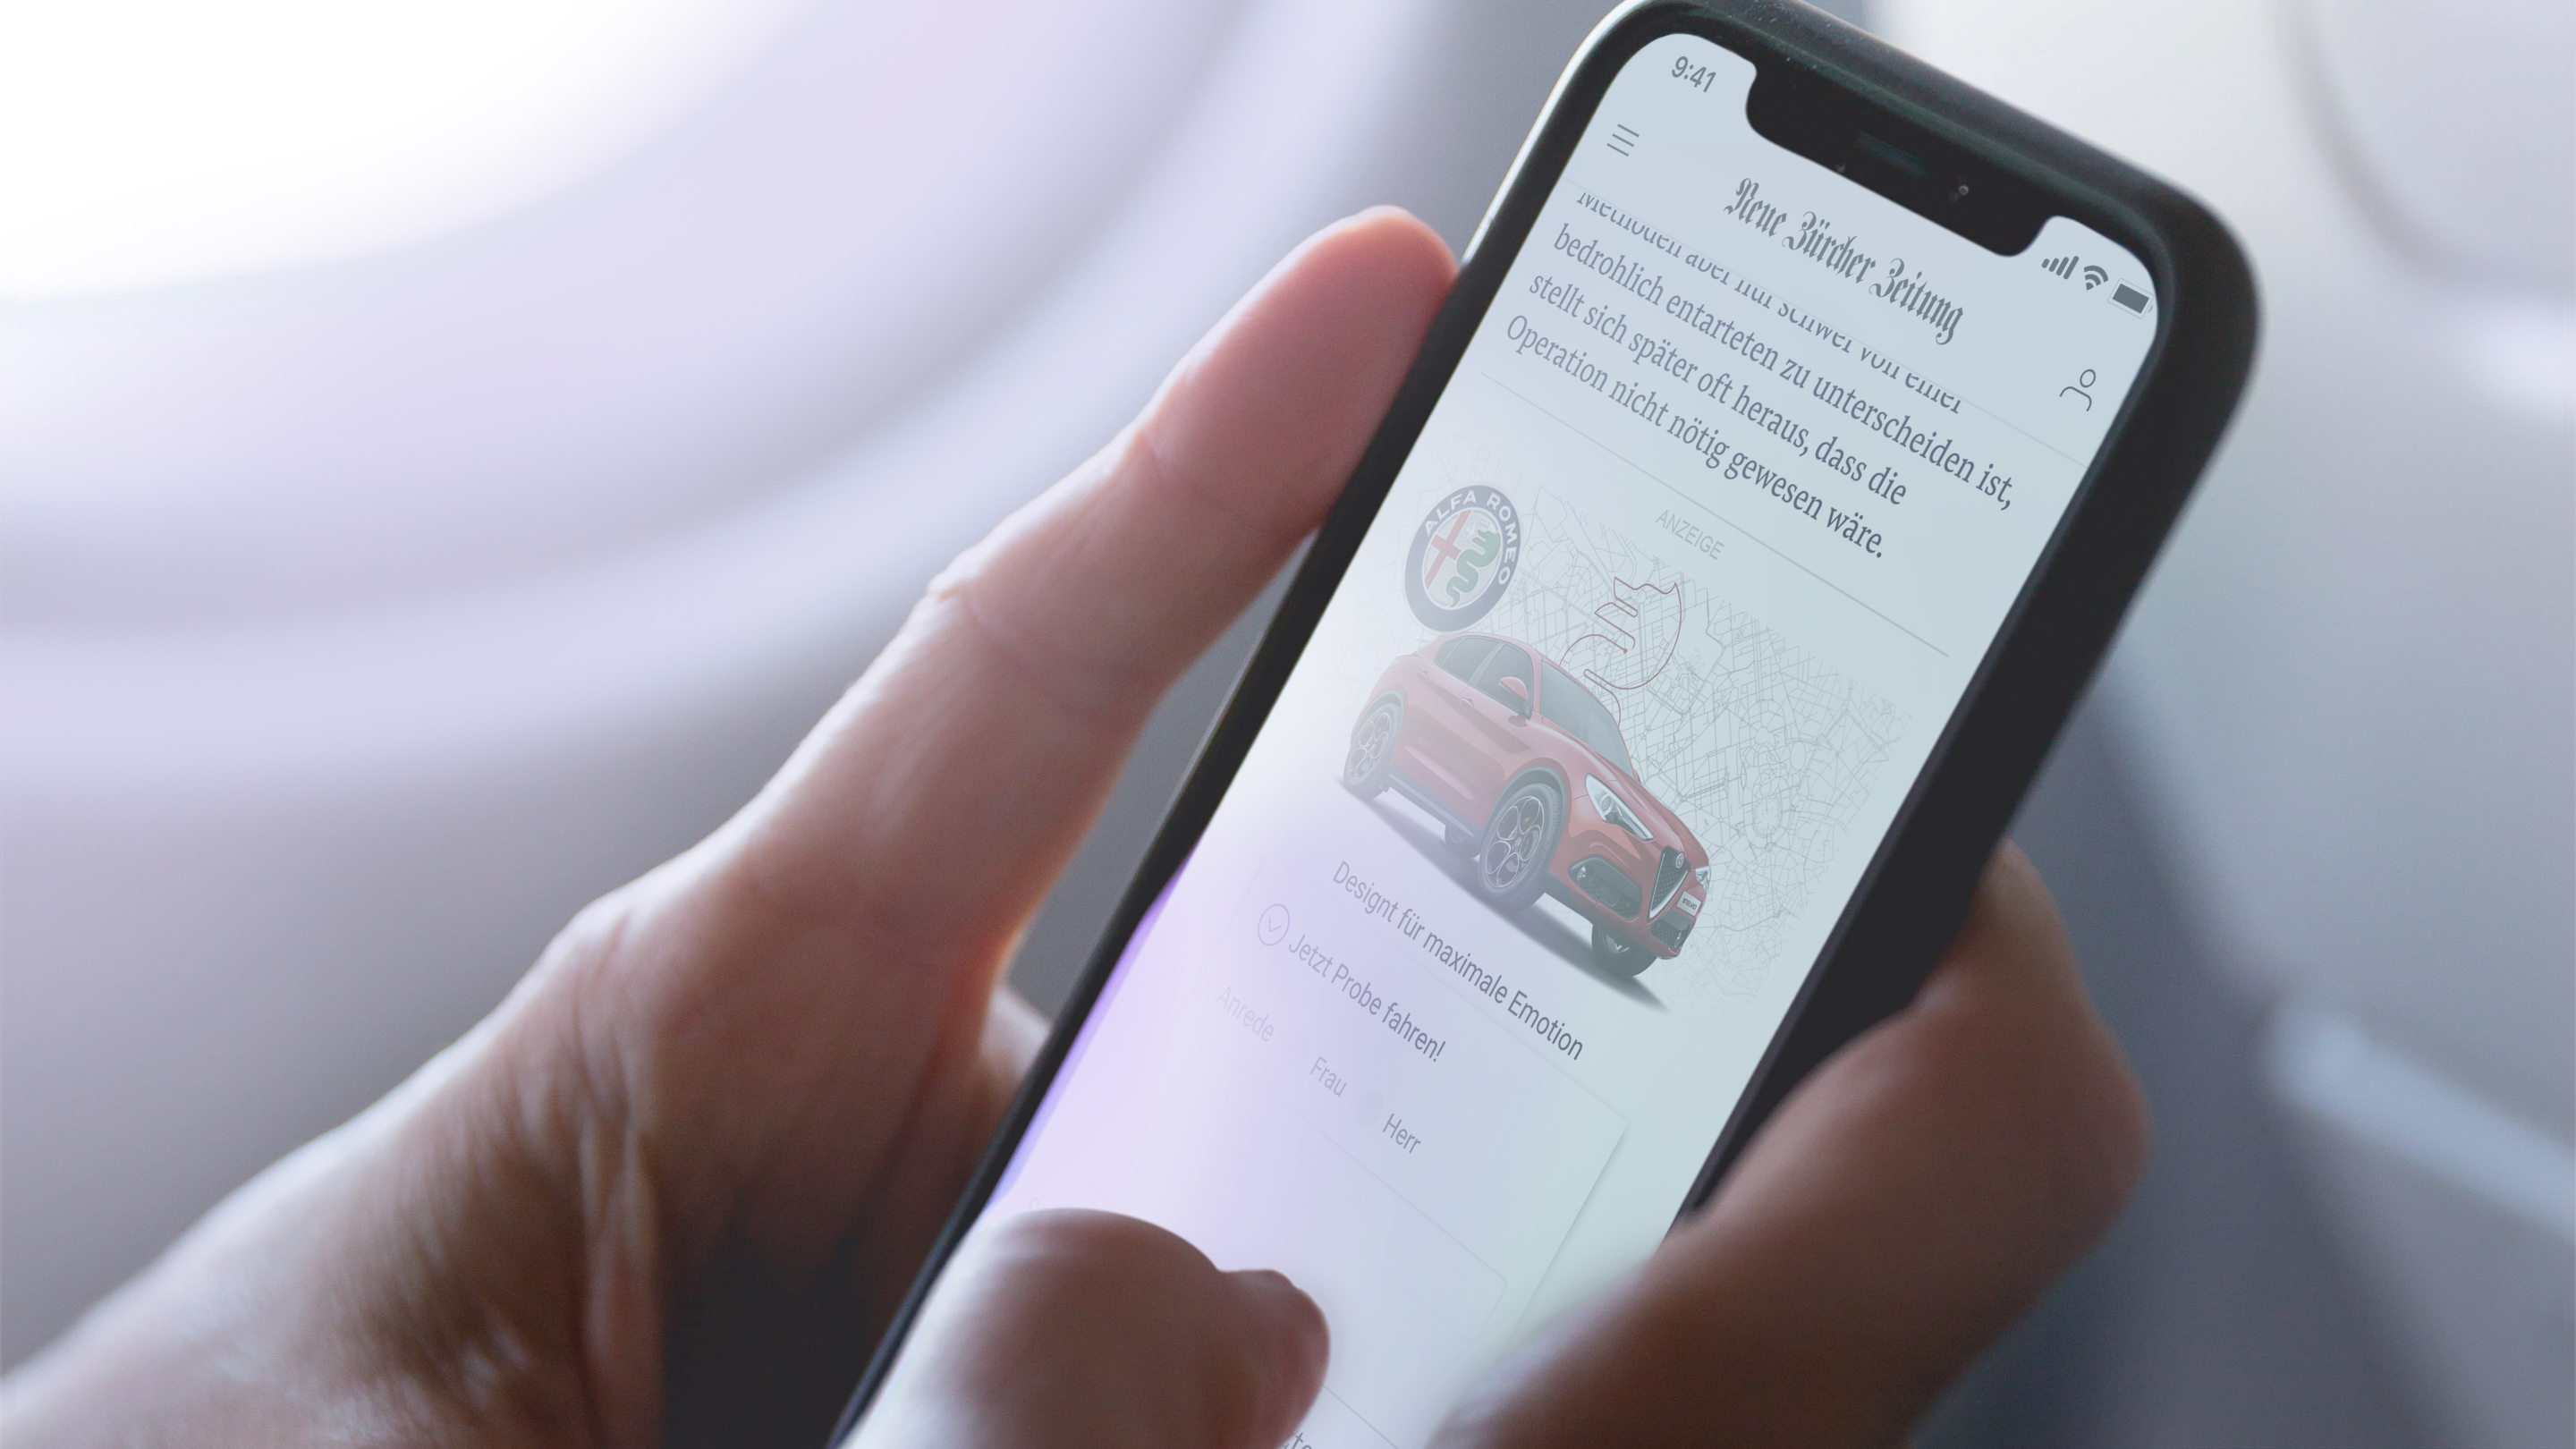 9:41
Neue Zürcher Zeitung
Methoden aber nur schwer von einer
bedrohlich entarteten zu unterscheiden ist,
stellt sich später oft heraus, dass die
Operation nicht nötig gewesen wäre.
ANZEIGE
ALFA ROMEO
Designt für maximale Emotion
Jetzt Probe fahren!
Anrede Frau Herr